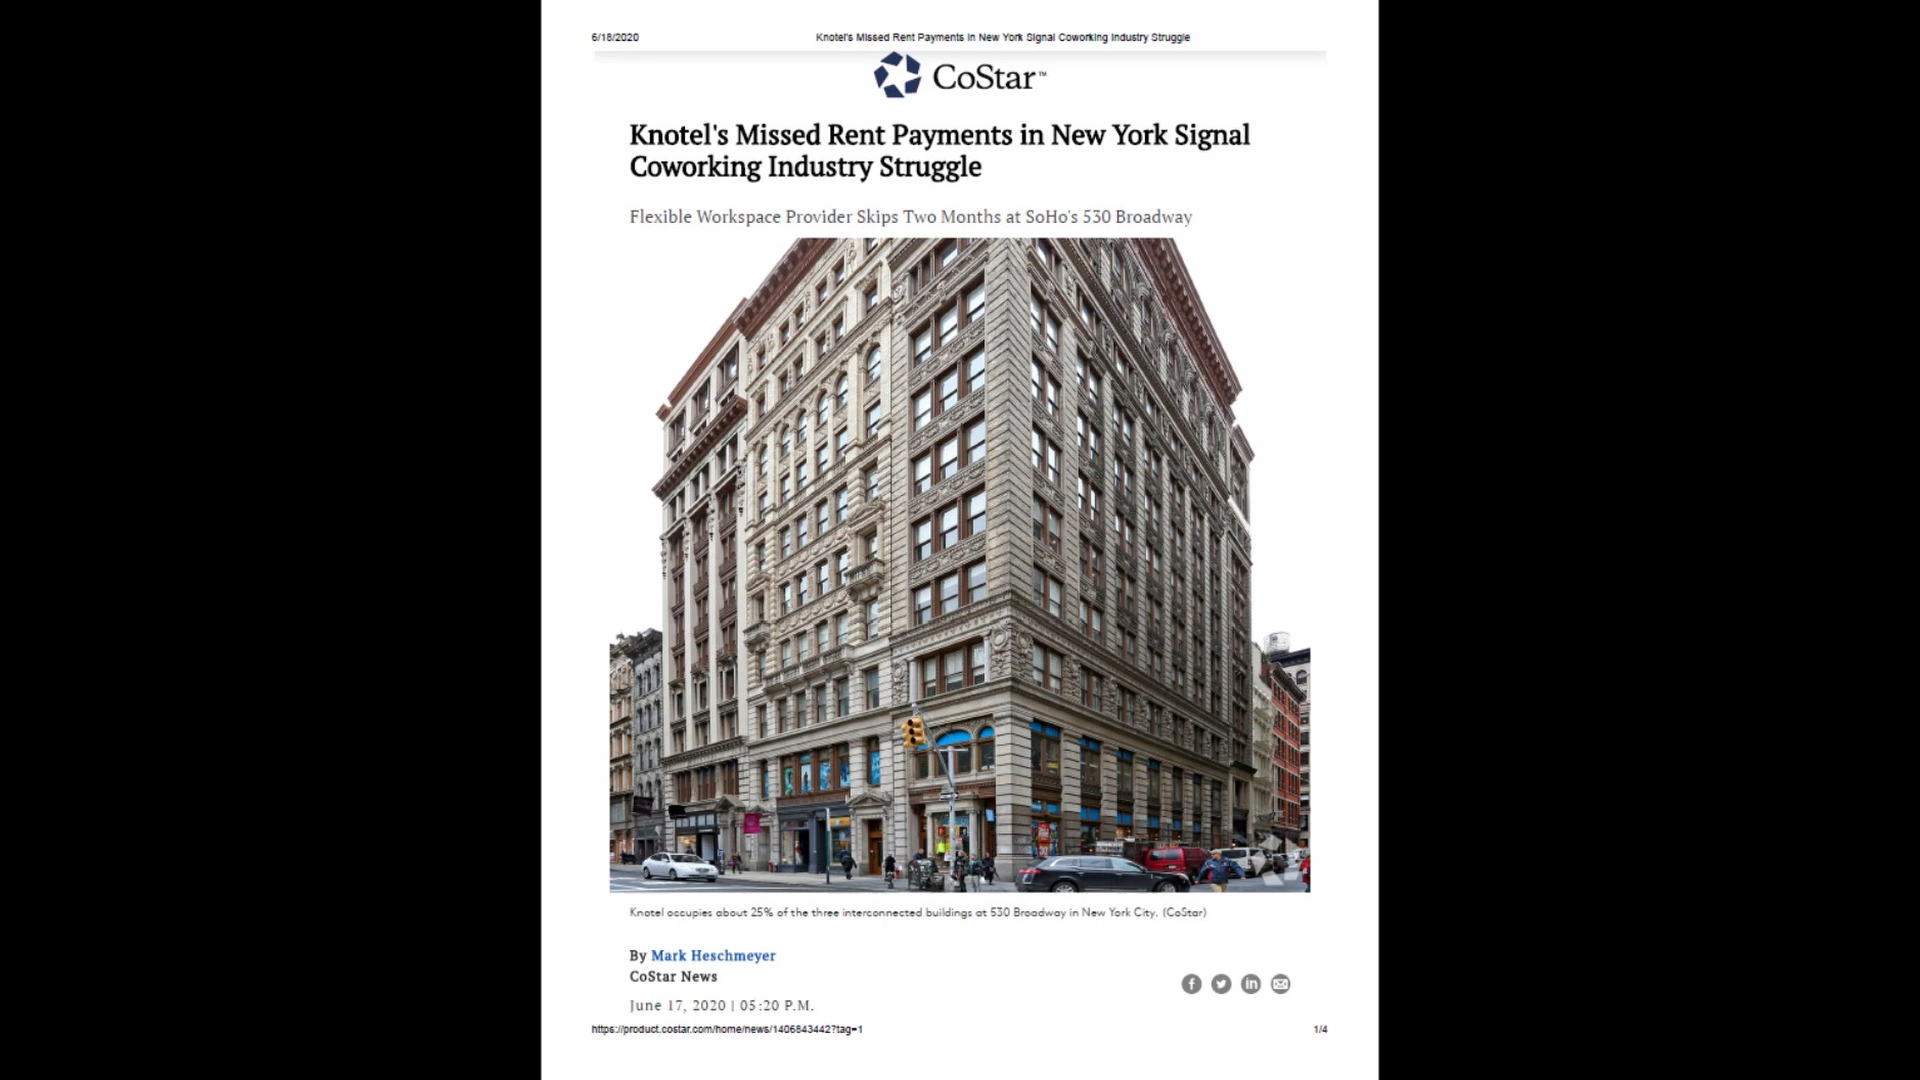 6/18/2020
Knotel's Missed Rent Payments in New York Signal Coworking Industry Struggle
CoStar™
Knotel's Missed Rent Payments in New York Signal
Coworking Industry Struggle
Flexible Workspace Provider Skips Two Months at SoHo's 530 Broadway
Knotel occupies about 25% of the three interconnected buildings at 530 Broadway in New York City. (CoStar)
By Mark Heschmeyer
CoStar News
June 17, 2020 | 05:20 P.M.
https://product.costar.com/home/news/1406843442?tag=1
1/4